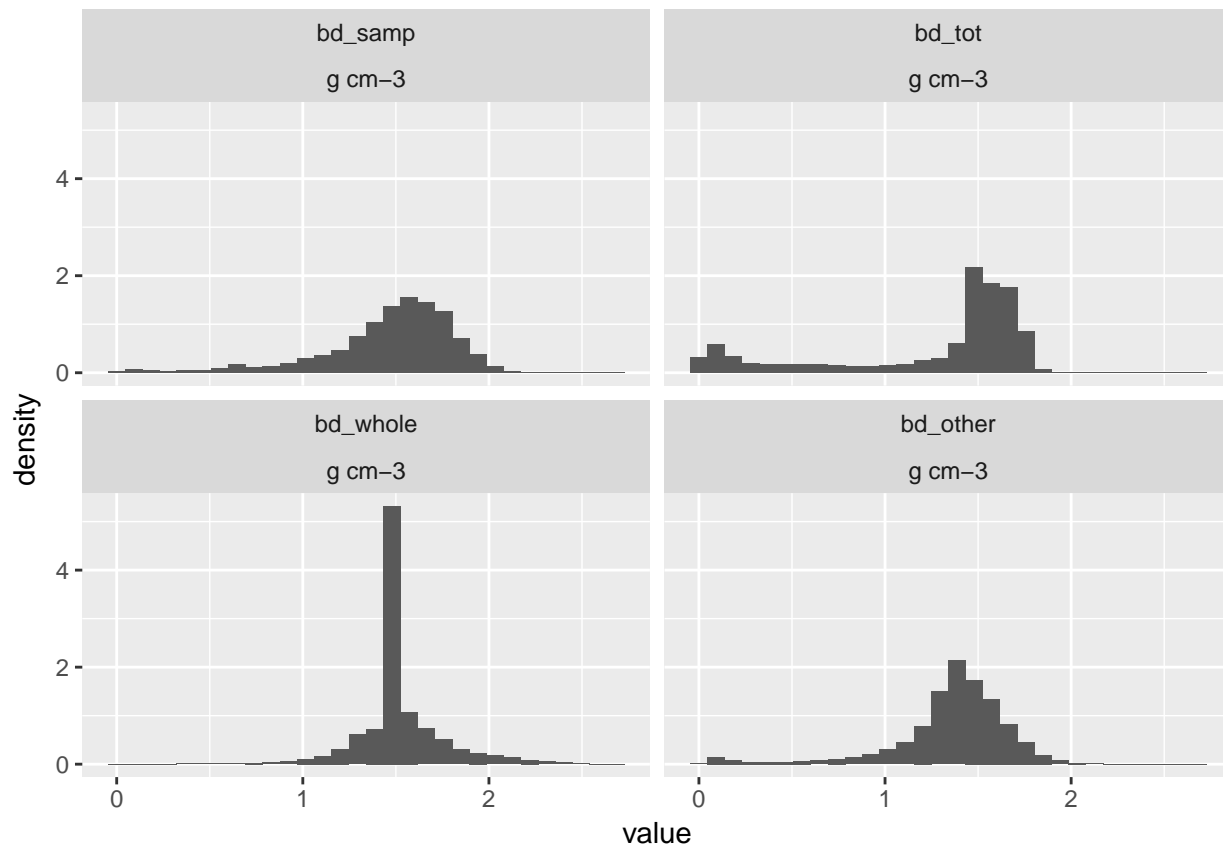 bd_samp
g cm−3
bd_tot
g cm−3
4
2
0
bd_whole
g cm−3
bd_other
g cm−3
4
2
0
0 1 2
0 1 2
density
value